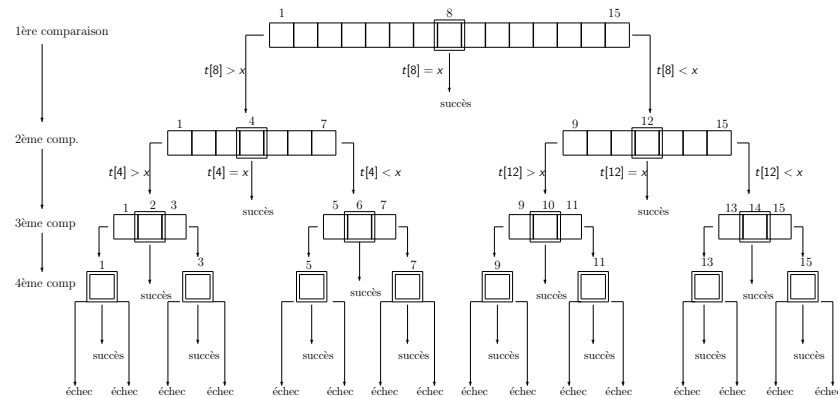 1 8 15
1ère comparaison
t[8] > x t[8] = x t[8] < x
succès
1 4 7 9 12 15
2ème comp.
t[4] > x t[4] = x t[4] < x t[12] > x t[12] = x t[12] < x
succès succès
1 2 3 5 6 7 9 10 11 13 14 15
3ème comp
1 3 5 7 9 11 13 15
4ème comp
succès succès succès succès
succès succès succès succès succès succès succès succès
échec échec échec échec échec échec échec échec échec échec échec échec échec échec échec échec